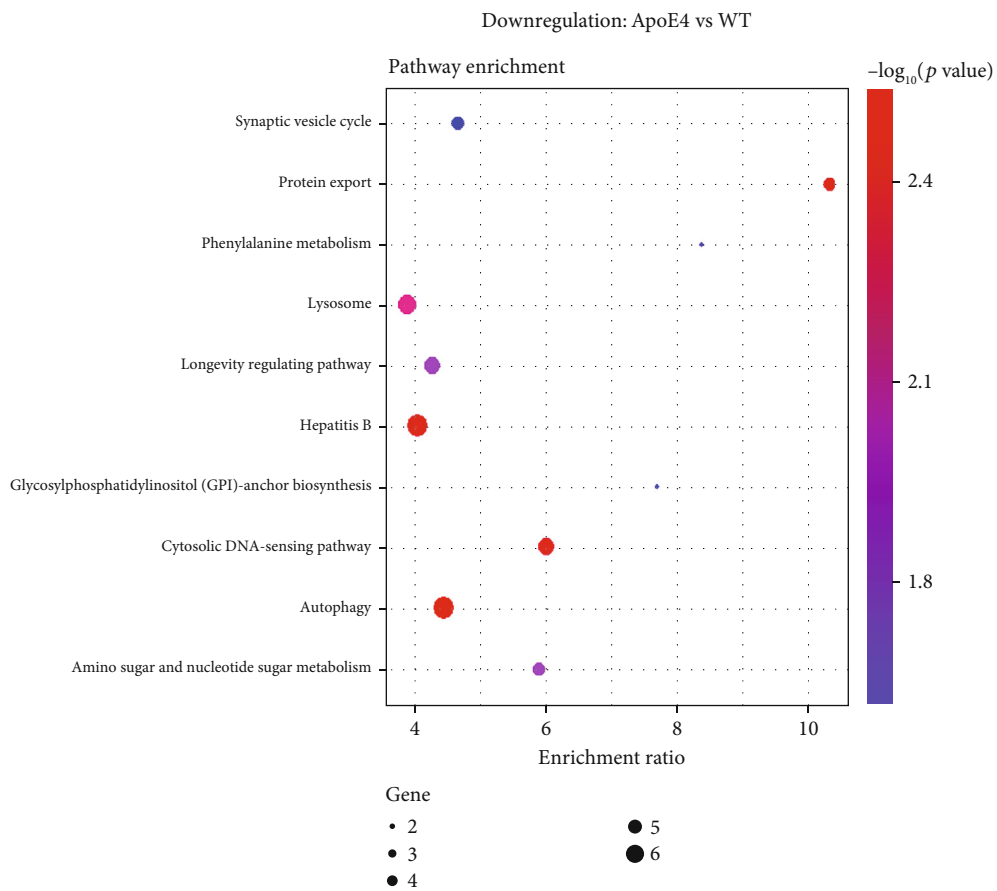 Downregulation: ApoE4 vs WT
Pathway enrichment
–log₁₀(p value)
Synaptic vesicle cycle
Protein export
Phenylalanine metabolism
Lysosome
Longevity regulating pathway
Hepatitis B
Glycosylphosphatidylinositol (GPI)-anchor biosynthesis
Cytosolic DNA-sensing pathway
Autophagy
Amino sugar and nucleotide sugar metabolism
2.4
2.1
1.8
4 6 8 10
Enrichment ratio
Gene
2
3
4
5
6